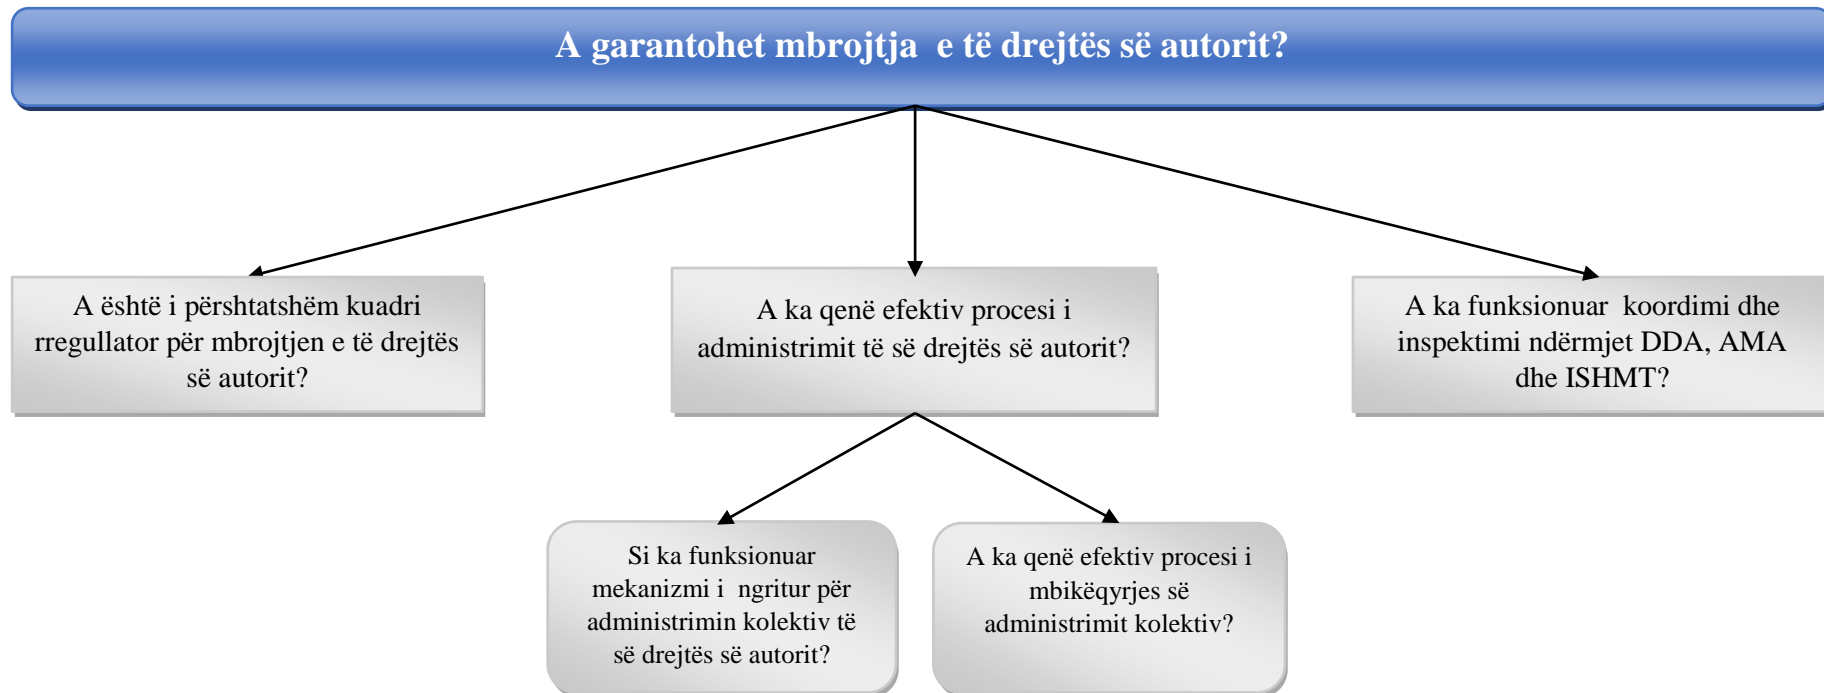 A garantohet mbrojtja  e të drejtës së autorit?
A është i përshtatshëm kuadri
rregullator për mbrojtjen e të drejtës
së autorit?
A ka qenë efektiv procesi i
administrimit të së drejtës së autorit?
A ka funksionuar  koordimi dhe
inspektimi ndërmjet DDA, AMA
dhe ISHMT?
Si ka funksionuar
mekanizmi i  ngritur për
administrimin kolektiv të
së drejtës së autorit?
A ka qenë efektiv procesi i
mbikëqyrjes së
administrimit kolektiv?